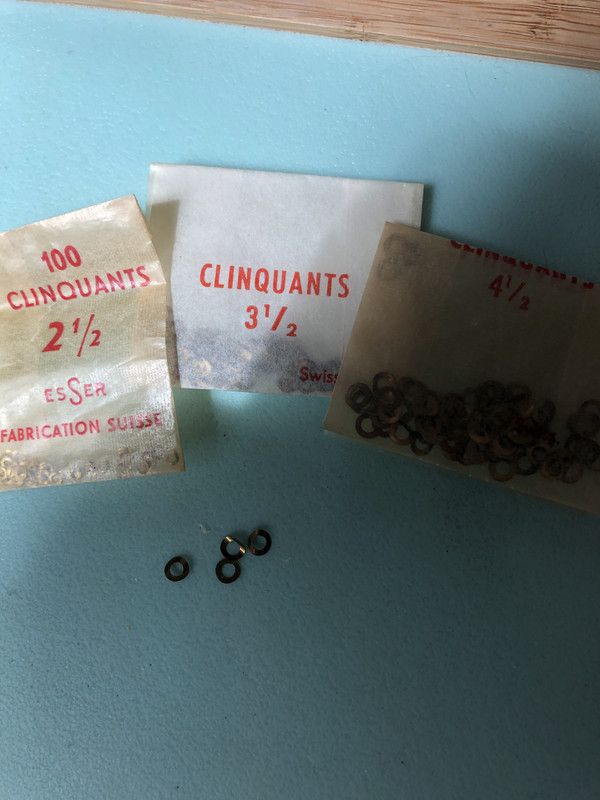 100
CLINQUANTS
2 1/2
ESSER
FABRICATION SUISSE
CLINQUANTS
3 1/2
Swiss
CLINQUANTS
4 1/2